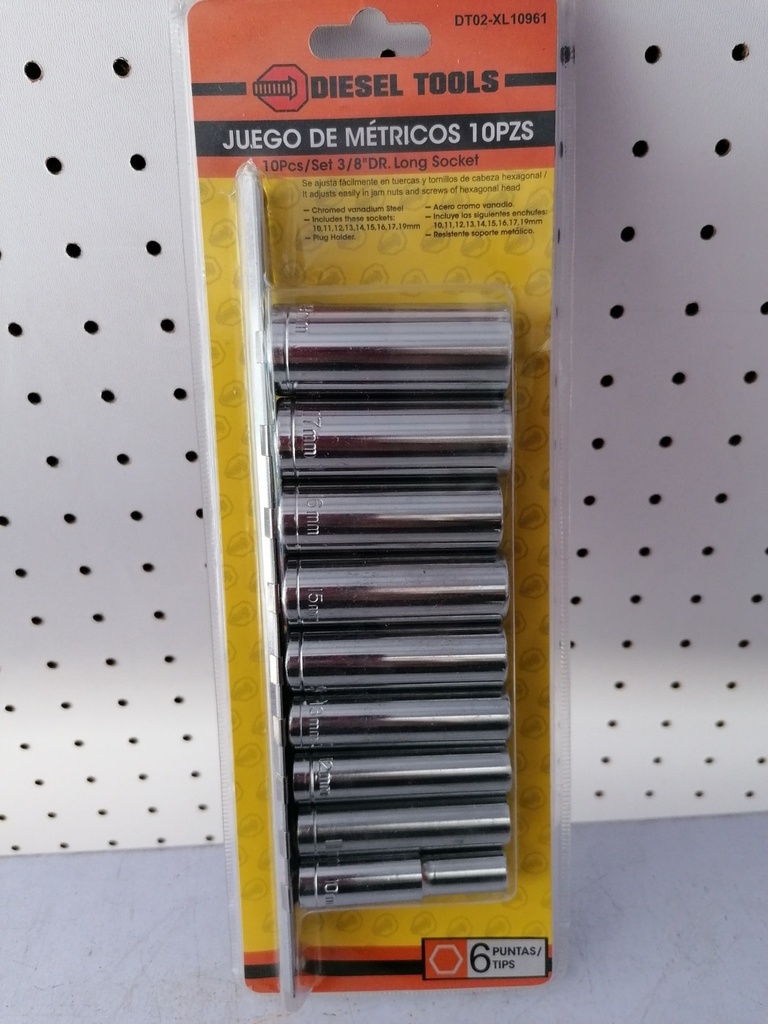 DT02-XL10961
DIESEL TOOLS
JUEGO DE MÉTRICOS 10PZS
10Pcs/Set 3/8"DR. Long Socket
Se ajusta fácilmente en tuercas y tornillos de cabeza hexagonal /
It adjusts easily in jam nuts and screws of hexagonal head
— Chromed vanadium Steel
— Includes these sockets:
10,11,12,13,14,15,16,17,19mm
— Plug Holder.
— Acero cromo vanadio.
— Incluye las siguientes enchufes:
10,11,12,13,14,15,16,17,19mm
— Resistente soporte metálico.
17mm
16mm
15mm
12mm
10m
6 PUNTAS/
TIPS